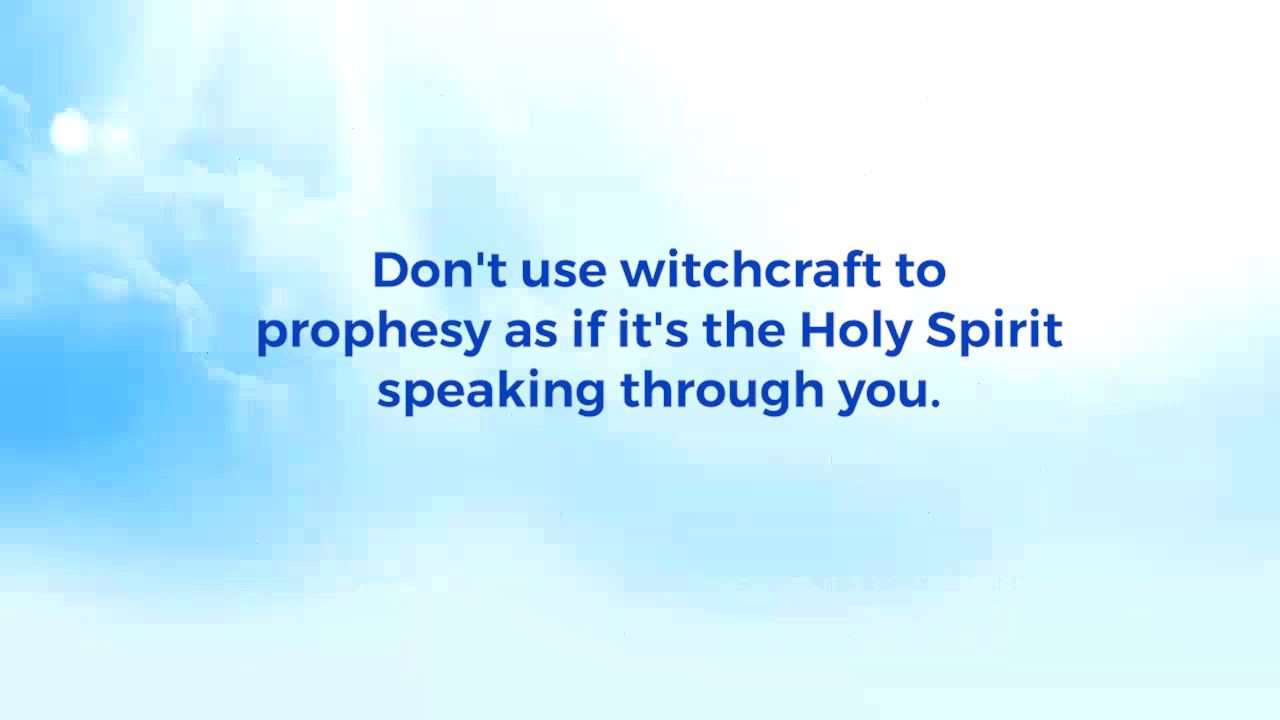 Don't use witchcraft to
prophesy as if it's the Holy Spirit
speaking through you.